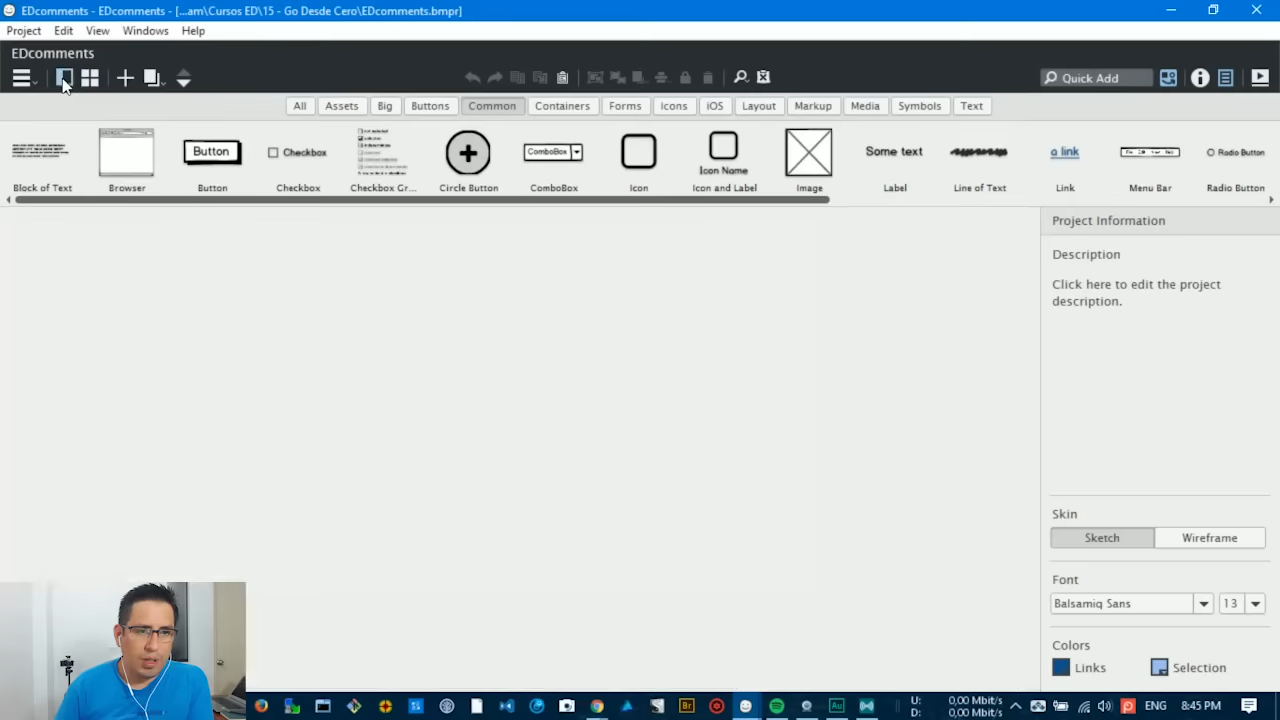 EDcomments - EDcomments - [...am\Cursos ED\15 - Go Desde Cero\EDcomments.bmpr]
Project Edit View Windows Help
EDcomments
Quick Add
All Assets Big Buttons Common Containers Forms Icons iOS Layout Markup Media Symbols Text
Button Checkbox ComboBox Icon Name Some text a link Radio Button
Block of Text Browser Button Checkbox Checkbox Gr... Circle Button ComboBox Icon Icon and Label Image Label Line of Text Link Menu Bar Radio Button
Project Information
Description
Click here to edit the project
description.
Skin
Sketch Wireframe
Font
Balsamiq Sans 13
Colors
Links Selection
U: 0,00 Mbit/s
D: 0,00 Mbit/s
Br Au ENG 8:45 PM